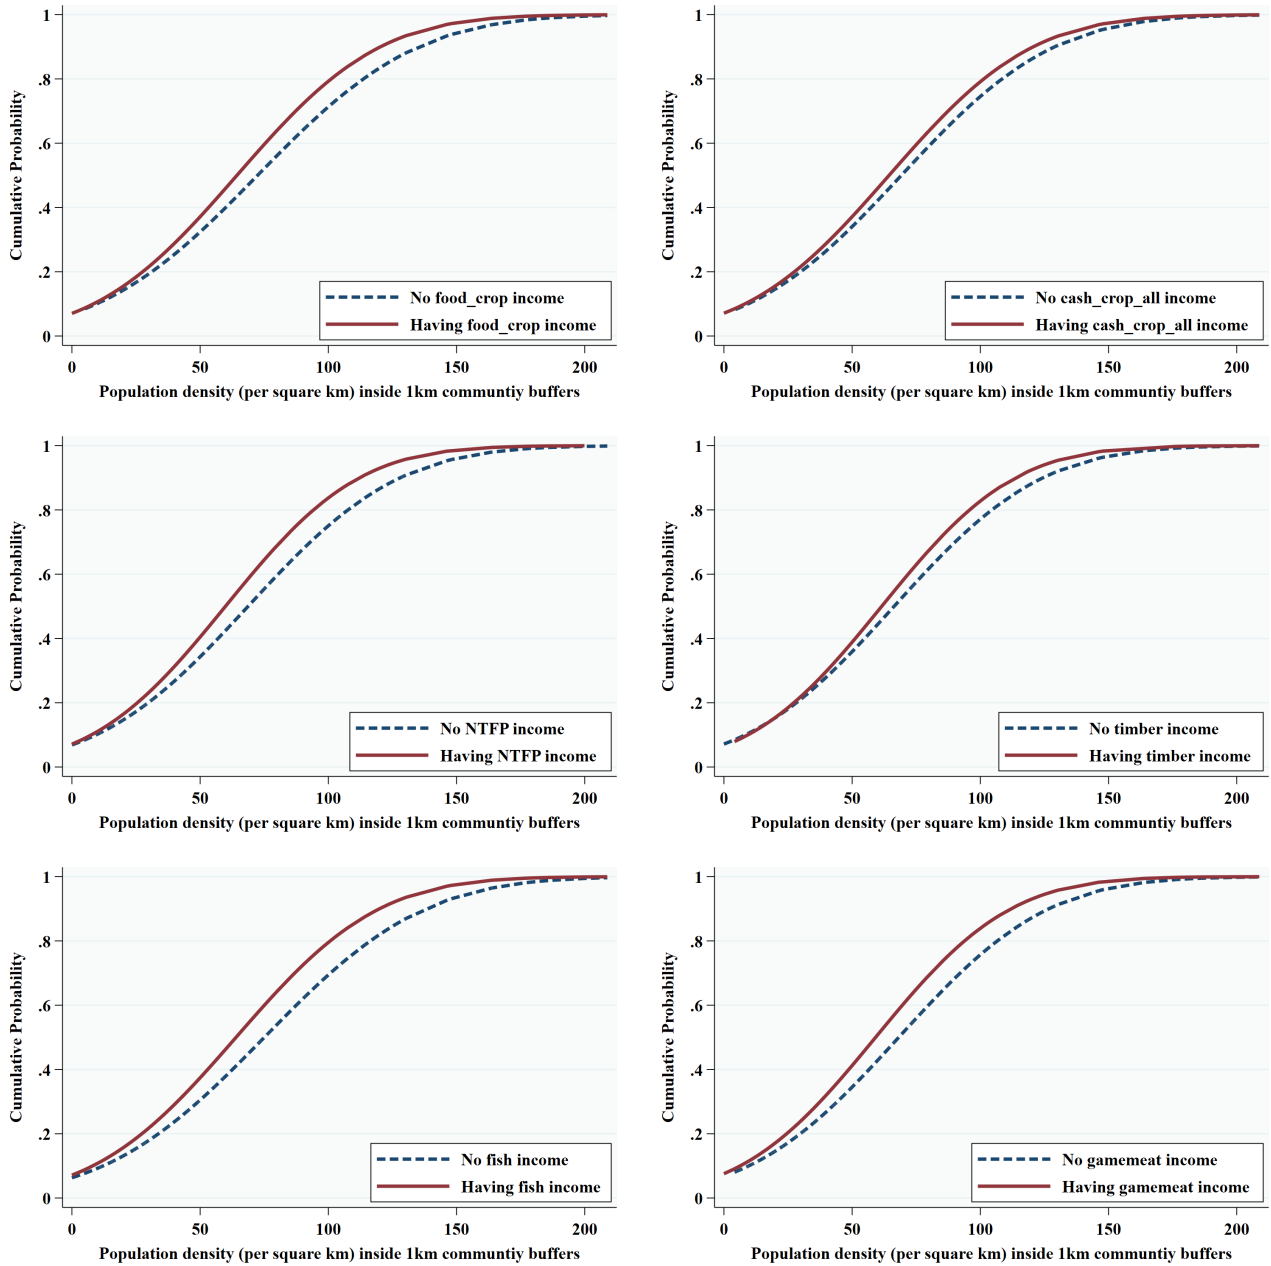 Cumulative Probability
1
.8
.6
.4
.2
0
No food_crop income
Having food_crop income
0 50 100 150 200
Population density (per square km) inside 1km communtiy buffers
Cumulative Probability
1
.8
.6
.4
.2
0
No cash_crop_all income
Having cash_crop_all income
0 50 100 150 200
Population density (per square km) inside 1km communtiy buffers
Cumulative Probability
1
.8
.6
.4
.2
0
No NTFP income
Having NTFP income
0 50 100 150 200
Population density (per square km) inside 1km communtiy buffers
Cumulative Probability
1
.8
.6
.4
.2
0
No timber income
Having timber income
0 50 100 150 200
Population density (per square km) inside 1km communtiy buffers
Cumulative Probability
1
.8
.6
.4
.2
0
No fish income
Having fish income
0 50 100 150 200
Population density (per square km) inside 1km communtiy buffers
Cumulative Probability
1
.8
.6
.4
.2
0
No gamemeat income
Having gamemeat income
0 50 100 150 200
Population density (per square km) inside 1km communtiy buffers